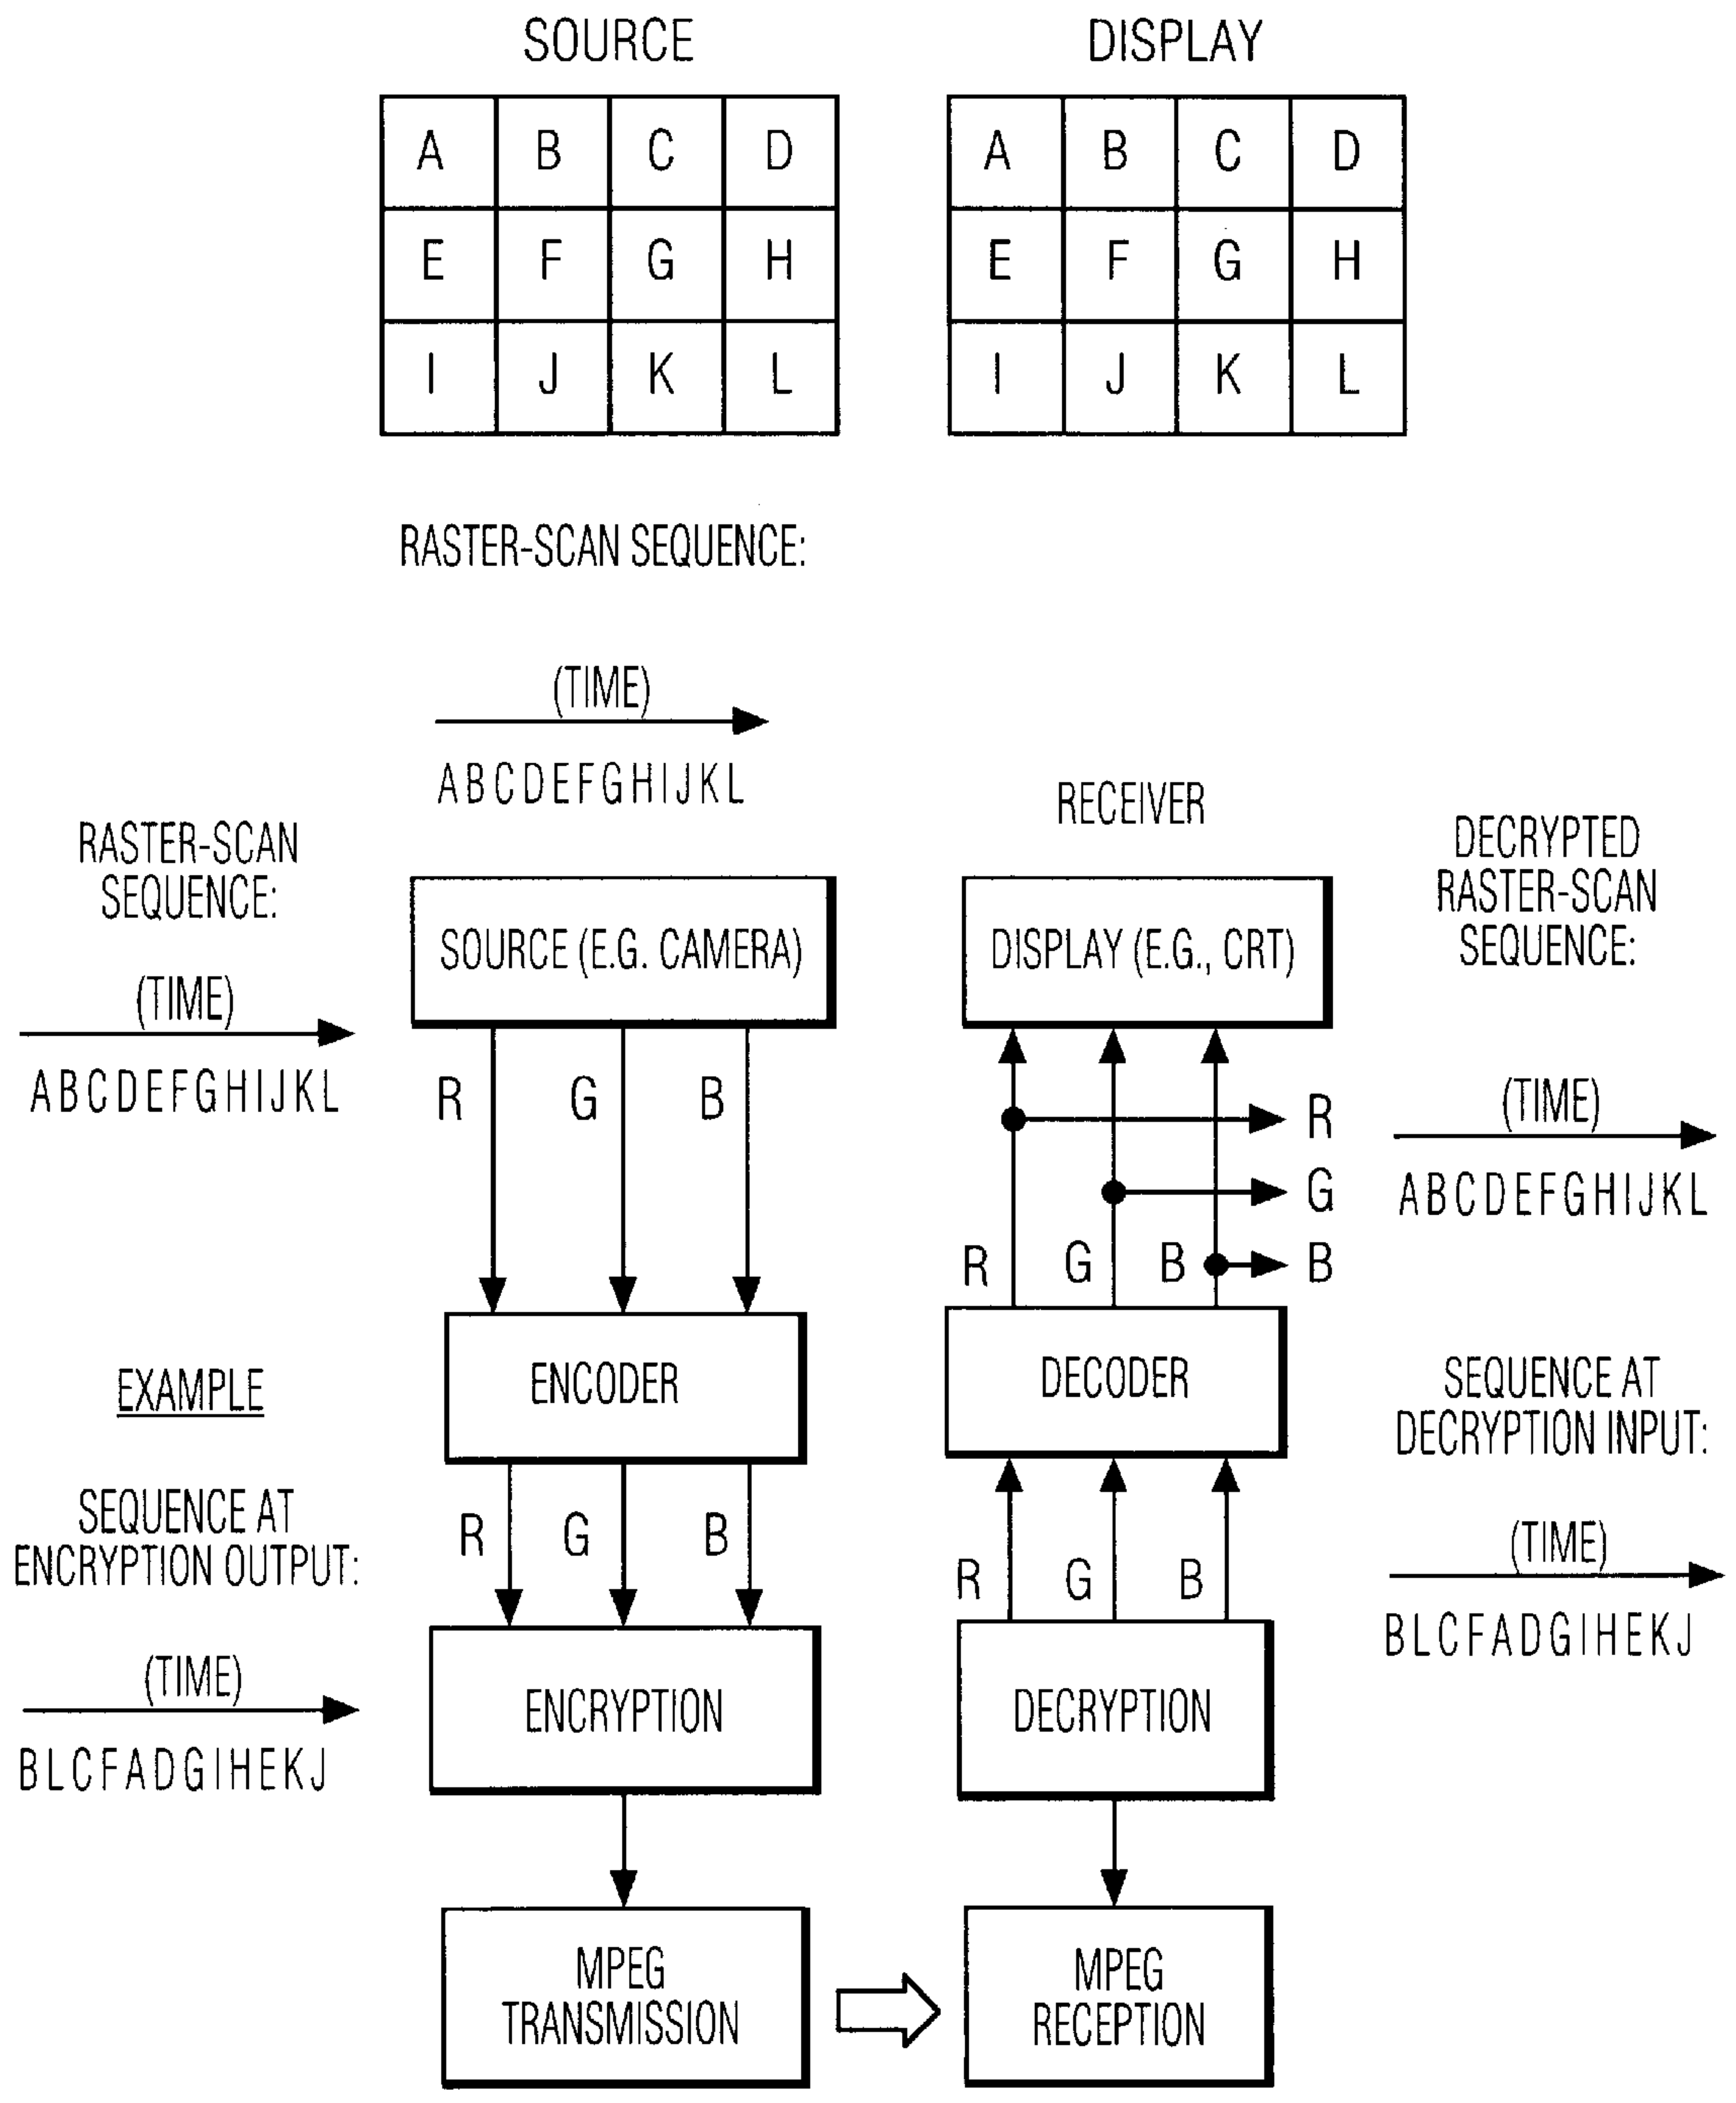 SOURCE
DISPLAY
A B C D
E F G H
I J K L
A B C D
E F G H
I J K L
RASTER-SCAN SEQUENCE:
(TIME)
ABCDEFGHIJKL
RASTER-SCAN
SEQUENCE:
(TIME)
ABCDEFGHIJKL
SOURCE (E.G. CAMERA)
R G B
ENCODER
EXAMPLE
SEQUENCE AT
ENCRYPTION OUTPUT:
(TIME)
BLCFADGIHEKJ
R G B
ENCRYPTION
MPEG
TRANSMISSION
RECEIVER
DISPLAY (E.G., CRT)
DECRYPTED
RASTER-SCAN
SEQUENCE:
(TIME)
ABCDEFGHIJKL
R
G
B
R G B
DECODER
SEQUENCE AT
DECRYPTION INPUT:
(TIME)
BLCFADGIHEKJ
R G B
DECRYPTION
MPEG
RECEPTION